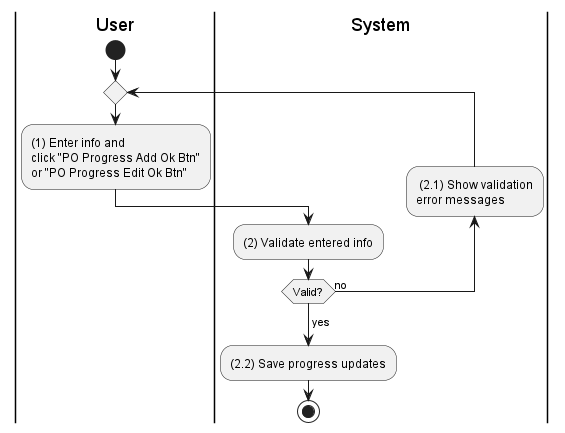 User
System
(1) Enter info and
click "PO Progress Add Ok Btn"
or "PO Progress Edit Ok Btn"
(2.1) Show validation
error messages
(2) Validate entered info
Valid?
no
yes
(2.2) Save progress updates